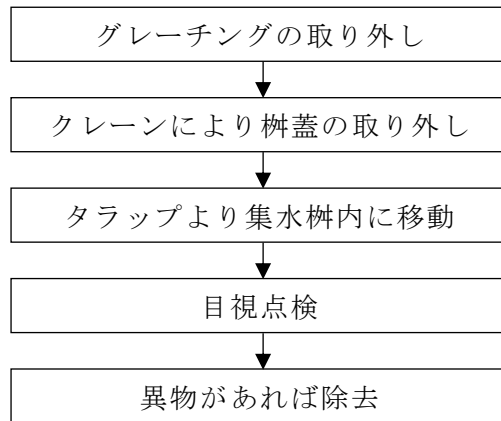 グレーチングの取り外し
クレーンにより桝蓋の取り外し
タラップより集水桝内に移動
目視点検
異物があれば除去